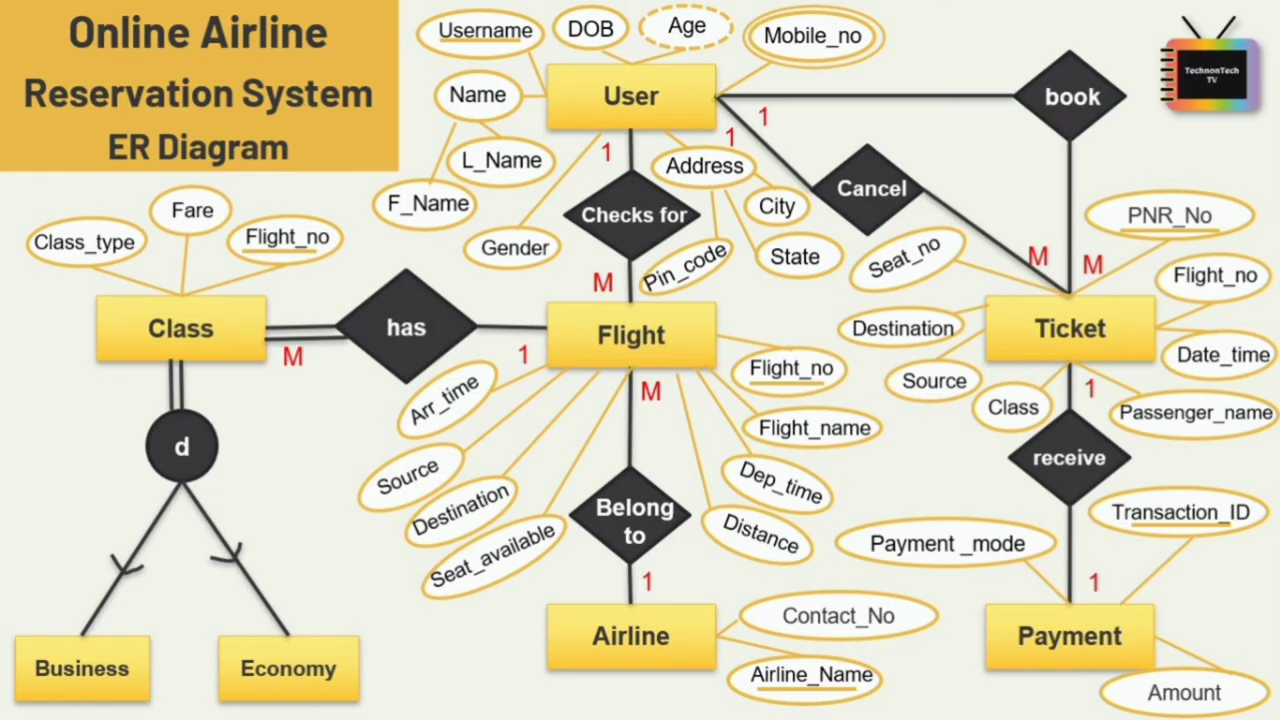 Online Airline
Reservation System
ER Diagram
Username
DOB
Age
Mobile_no
TechnonTech
TV
Name
User
book
1
1
1
L_Name
F_Name
Address
Cancel
Checks for
City
Gender
Pin_code
State
Seat_no
M
M
M
PNR_No
Fare
Class_type
Flight_no
Flight_no
Class
has
Flight
Destination
Ticket
M
1
Date_time
Arr_time
M
Flight_no
Source
Class
1
Passenger_name
Flight_name
d
receive
Source
Destination
Seat_available
Belong
to
Dep_time
Distance
Transaction_ID
Payment _mode
1
1
Contact_No
Airline
Payment
Business
Economy
Airline_Name
Amount